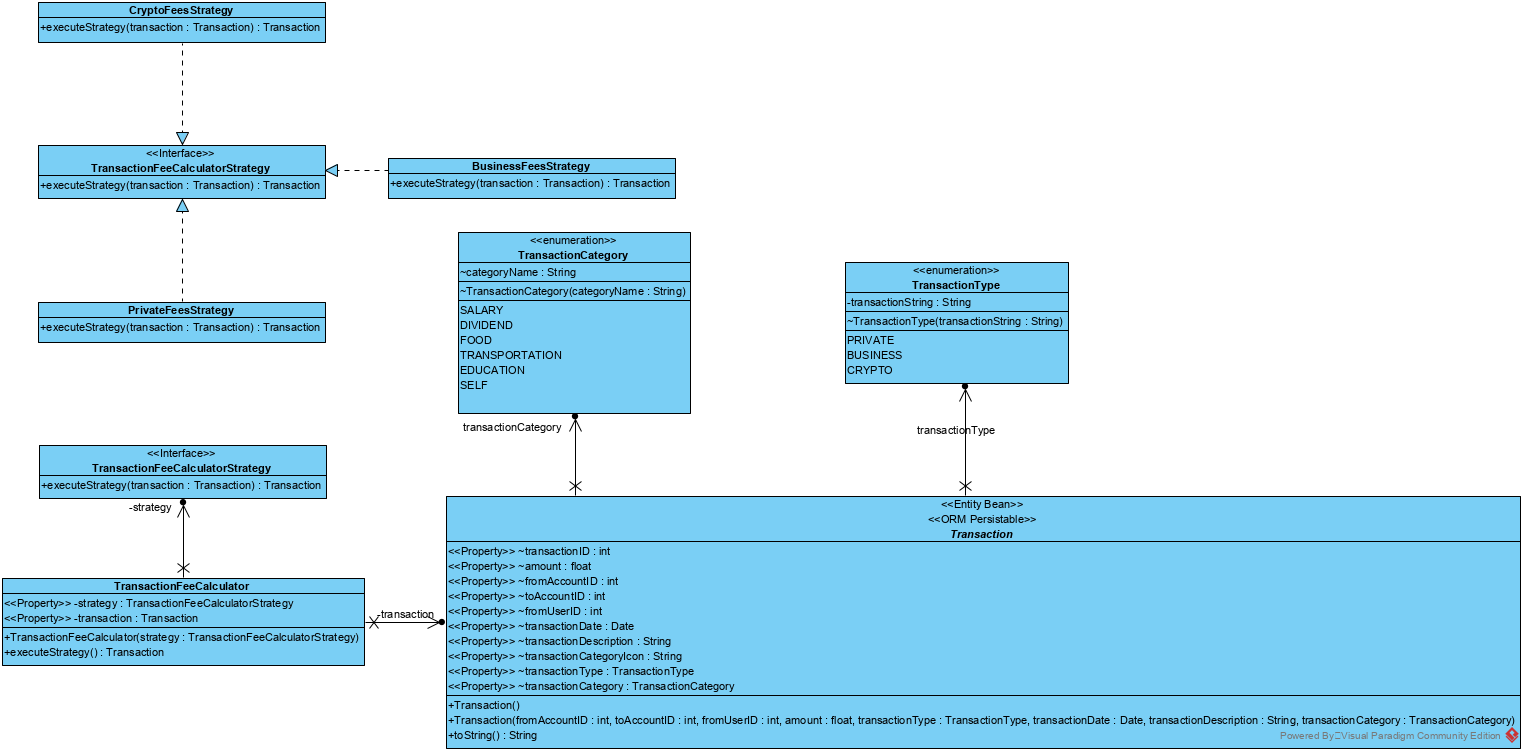 CryptoFeesStrategy
+executeStrategy(transaction : Transaction) : Transaction
<<Interface>>
TransactionFeeCalculatorStrategy
+executeStrategy(transaction : Transaction) : Transaction
BusinessFeesStrategy
+executeStrategy(transaction : Transaction) : Transaction
PrivateFeesStrategy
+executeStrategy(transaction : Transaction) : Transaction
<<enumeration>>
TransactionCategory
~categoryName : String
~TransactionCategory(categoryName : String)
SALARY
DIVIDEND
FOOD
TRANSPORTATION
EDUCATION
SELF
transactionCategory
<<enumeration>>
TransactionType
-transactionString : String
~TransactionType(transactionString : String)
PRIVATE
BUSINESS
CRYPTO
transactionType
<<Interface>>
TransactionFeeCalculatorStrategy
+executeStrategy(transaction : Transaction) : Transaction
-strategy
TransactionFeeCalculator
<<Property>> -strategy : TransactionFeeCalculatorStrategy
<<Property>> -transaction : Transaction
+TransactionFeeCalculator(strategy : TransactionFeeCalculatorStrategy)
+executeStrategy() : Transaction
-transaction
<<Entity Bean>>
<<ORM Persistable>>
Transaction
<<Property>> ~transactionID : int
<<Property>> ~amount : float
<<Property>> ~fromAccountID : int
<<Property>> ~toAccountID : int
<<Property>> ~fromUserID : int
<<Property>> ~transactionDate : Date
<<Property>> ~transactionDescription : String
<<Property>> ~transactionCategoryIcon : String
<<Property>> ~transactionType : TransactionType
<<Property>> ~transactionCategory : TransactionCategory
+Transaction()
+Transaction(fromAccountID : int, toAccountID : int, fromUserID : int, amount : float, transactionType : TransactionType, transactionDate : Date, transactionDescription : String, transactionCategory : TransactionCategory)
+toString() : String
Powered By Visual Paradigm Community Edition